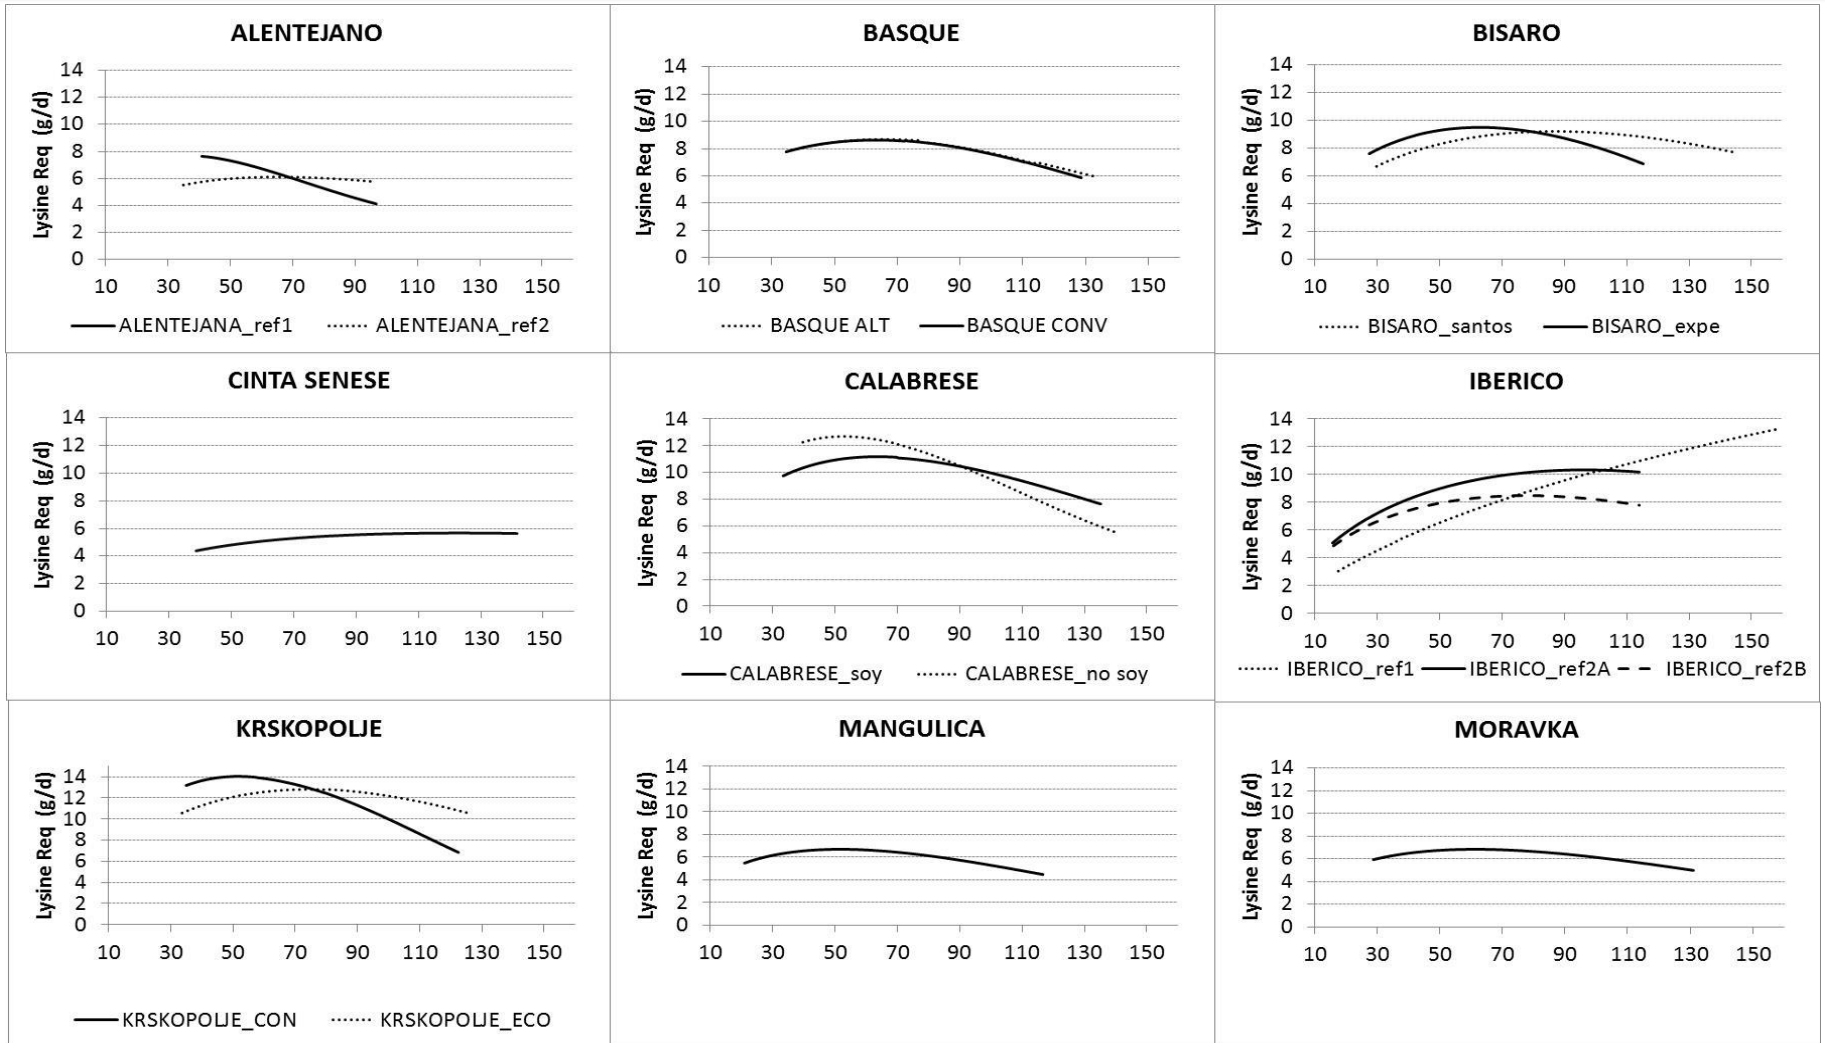 ALENTEJANO
Lysine Req (g/d)
14
12
10
8
6
4
2
0
10 30 50 70 90 110 130 150
ALENTEJANA_ref1 ALENTEJANA_ref2
BASQUE
Lysine Req (g/d)
14
12
10
8
6
4
2
0
10 30 50 70 90 110 130 150
BASQUE ALT BASQUE CONV
BISARO
Lysine Req (g/d)
14
12
10
8
6
4
2
0
10 30 50 70 90 110 130 150
BISARO_santos BISARO_expe
CINTA SENESE
Lysine Req (g/d)
14
12
10
8
6
4
2
0
10 30 50 70 90 110 130 150
CALABRESE
Lysine Req (g/d)
14
12
10
8
6
4
2
0
10 30 50 70 90 110 130 150
CALABRESE_soy CALABRESE_no soy
IBERICO
Lysine Req (g/d)
14
12
10
8
6
4
2
0
10 30 50 70 90 110 130 150
IBERICO_ref1 IBERICO_ref2A IBERICO_ref2B
KRSKOPOLJE
Lysine Req (g/d)
14
12
10
8
6
4
2
0
10 30 50 70 90 110 130 150
KRSKOPOLJE_CON KRSKOPOLJE_ECO
MANGULICA
Lysine Req (g/d)
14
12
10
8
6
4
2
0
10 30 50 70 90 110 130 150
MORAVKA
Lysine Req (g/d)
14
12
10
8
6
4
2
0
10 30 50 70 90 110 130 150